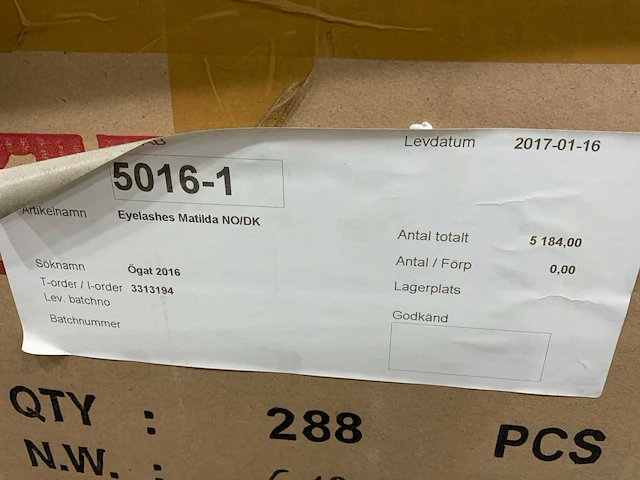 AB
Levdatum 2017-01-16
5016-1
Artikelnamn Eyelashes Matilda NO/DK
Antal totalt 5 184,00
Söknamn Ögat 2016
Antal / Förp 0,00
T-order / I-order 3313194
Lagerplats
Lev. batchno
Batchnummer
Godkänd
QTY : 288 PCS
N.W. :